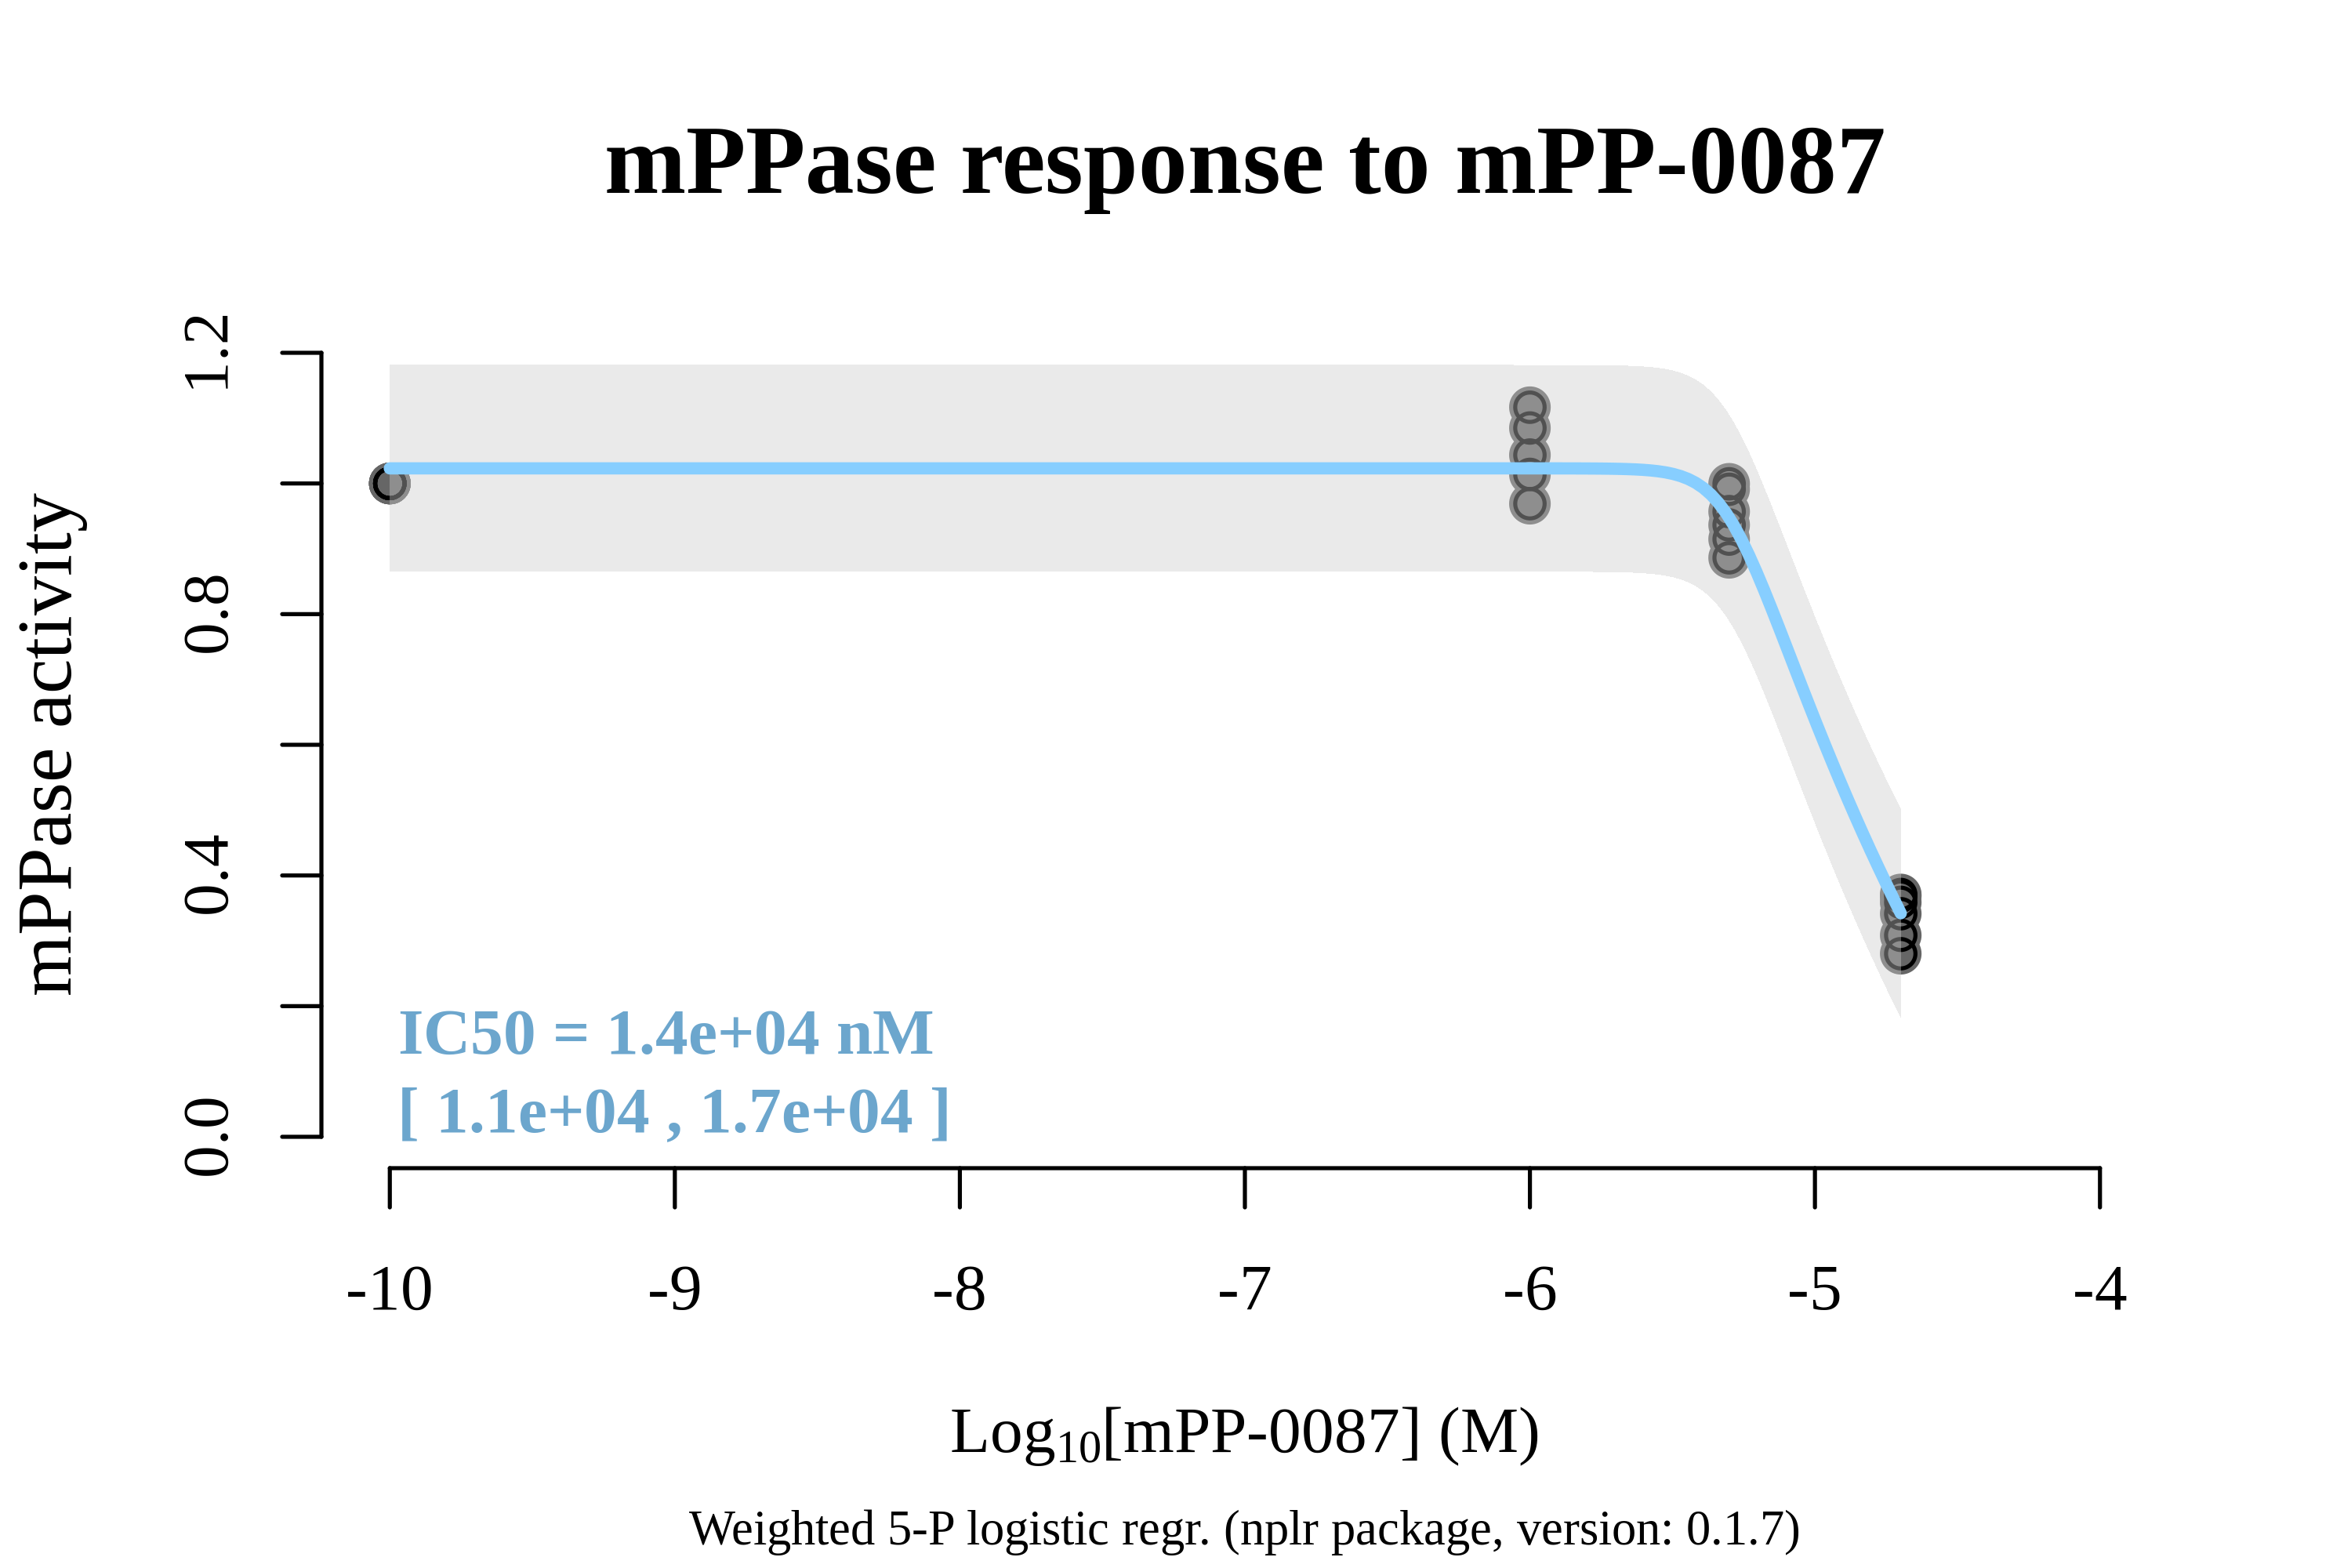 mPPase response to mPP-0087
mPPase activity
1.2
0.8
0.4
0.0
IC50 = 1.4e+04 nM
[ 1.1e+04 , 1.7e+04 ]
-10 -9 -8 -7 -6 -5 -4
Log10[mPP-0087] (M)
Weighted 5-P logistic regr. (nplr package, version: 0.1.7)